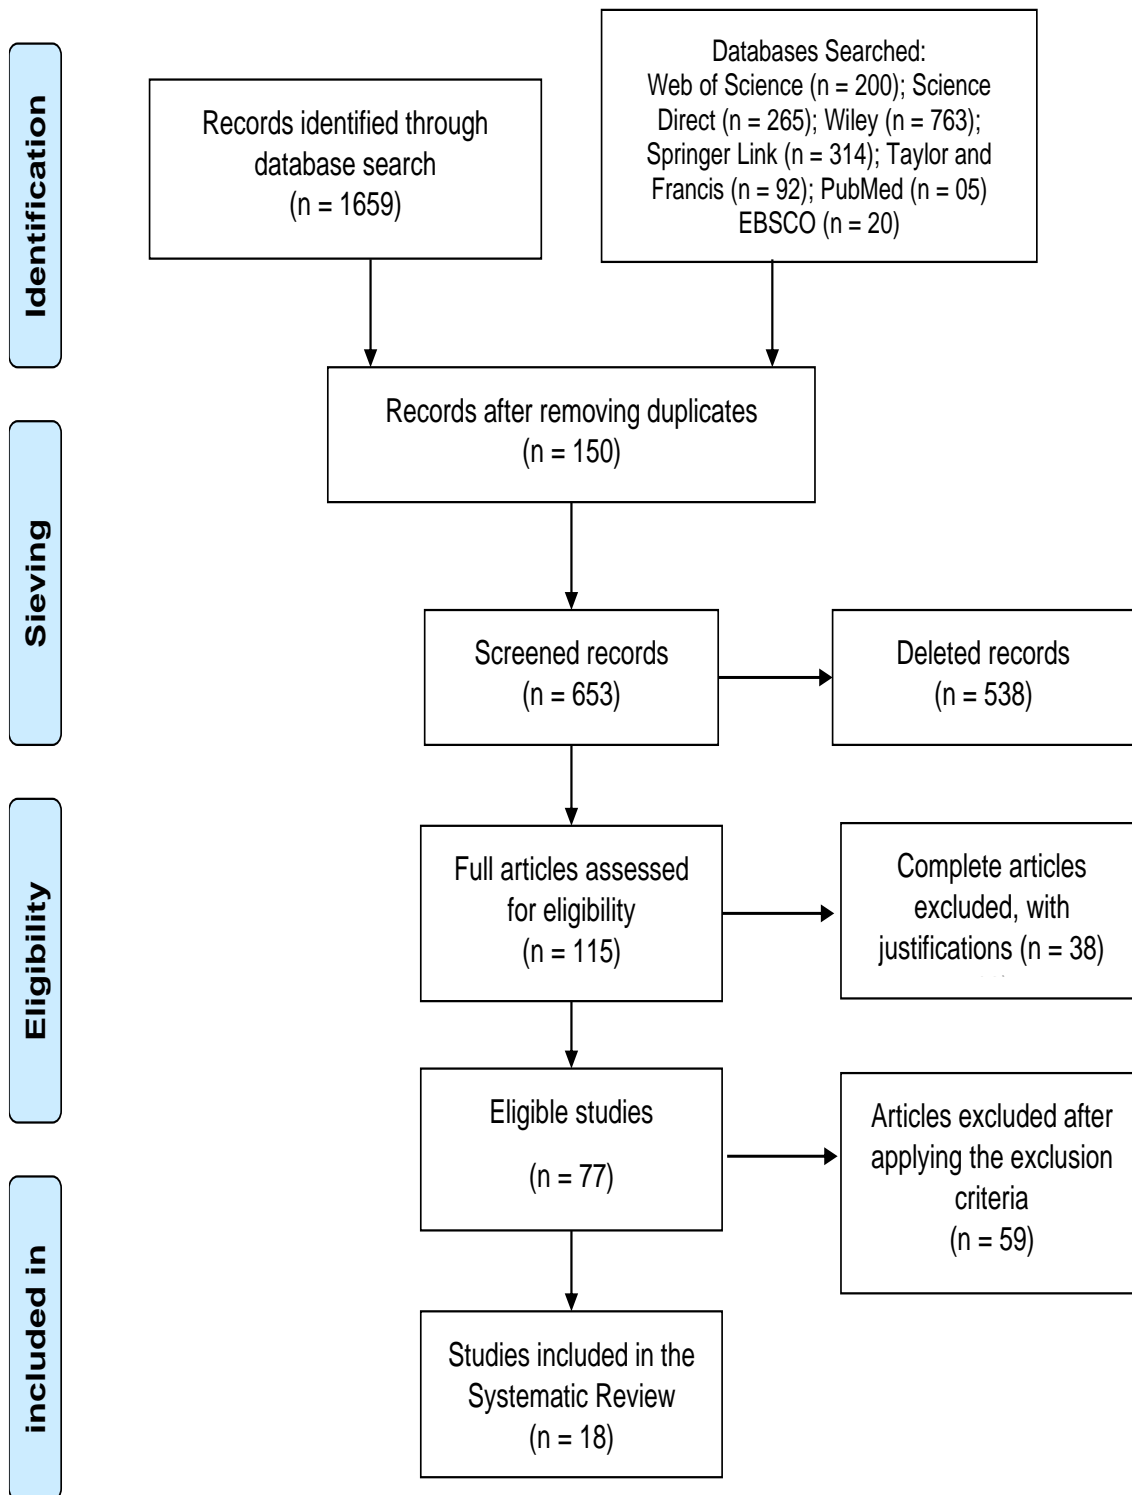 Identification
Records identified through
database search
(n = 1659)
Databases Searched:
Web of Science (n = 200); Science
Direct (n = 265); Wiley (n = 763);
Springer Link (n = 314); Taylor and
Francis (n = 92); PubMed (n = 05)
EBSCO (n = 20)
Records after removing duplicates
(n = 150)
Sieving
Screened records
(n = 653)
Deleted records
(n = 538)
Eligibility
Full articles assessed
for eligibility
(n = 115)
Complete articles
excluded, with
justifications (n = 38)
Eligible studies
(n = 77)
Articles excluded after
applying the exclusion
criteria
(n = 59)
included in
Studies included in the
Systematic Review
(n = 18)